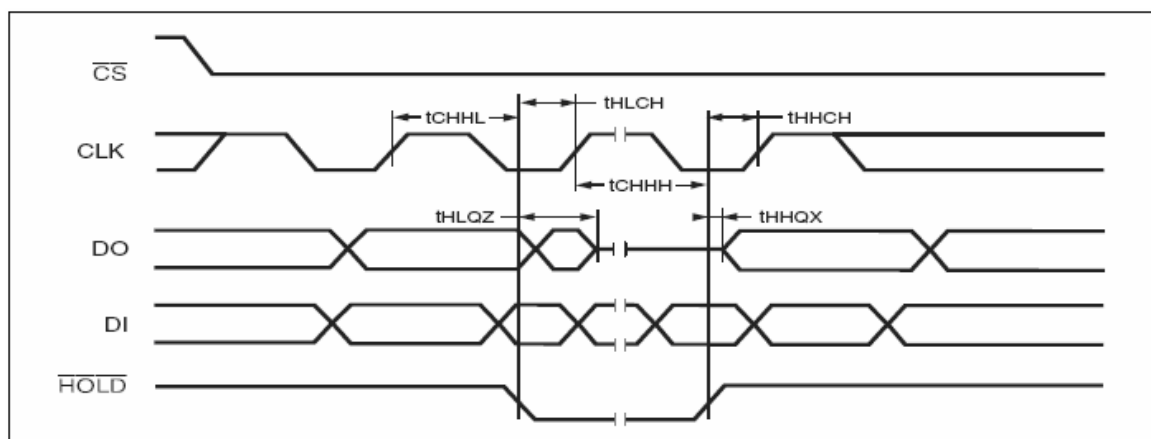 CS
tHLCH
tCHHL
tHHCH
CLK
tCHHH
tHLQZ
tHHQX
DO
DI
HOLD